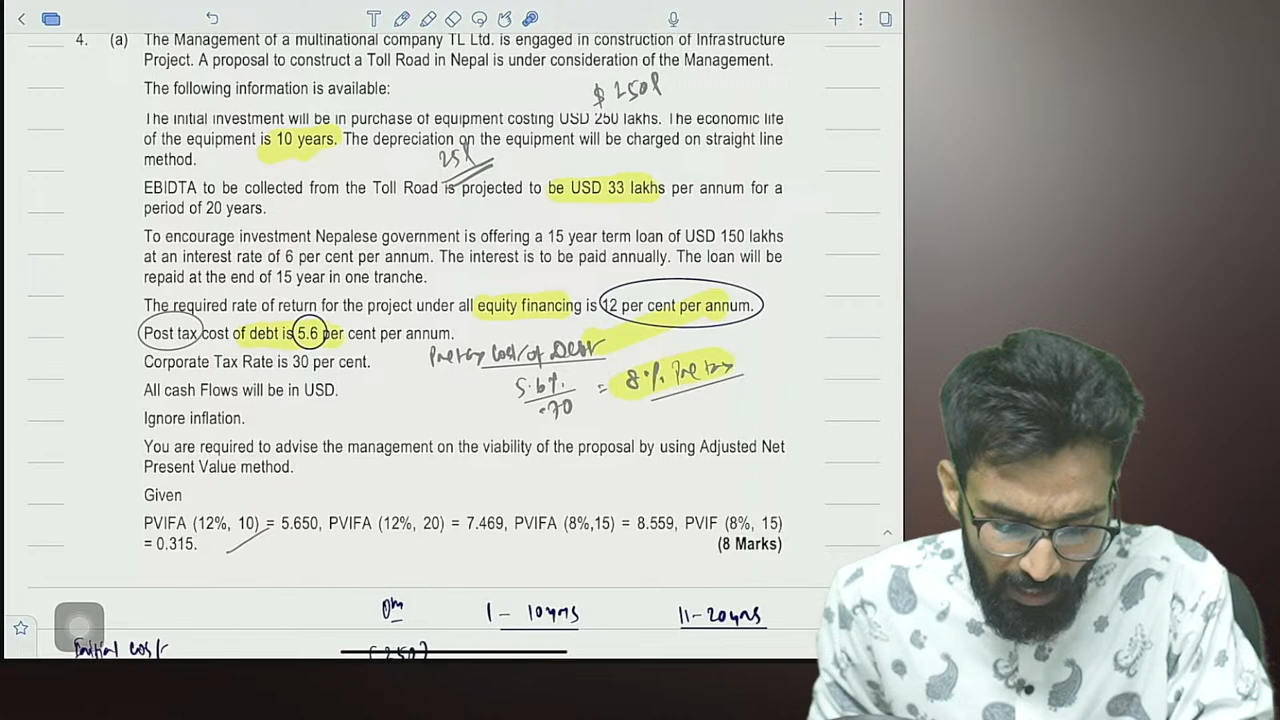 4. (a) The Management of a multinational company TL Ltd. is engaged in construction of Infrastructure
Project. A proposal to construct a Toll Road in Nepal is under consideration of the Management.
The following information is available:
$ 250l
The initial investment will be in purchase of equipment costing USD 250 lakhs. The economic life
of the equipment is 10 years. The depreciation on the equipment will be charged on straight line
method.
25l
EBIDTA to be collected from the Toll Road is projected to be USD 33 lakhs per annum for a
period of 20 years.
To encourage investment Nepalese government is offering a 15 year term loan of USD 150 lakhs
at an interest rate of 6 per cent per annum. The interest is to be paid annually. The loan will be
repaid at the end of 15 year in one tranche.
The required rate of return for the project under all equity financing is 12 per cent per annum.
Post tax cost of debt is 5.6 per cent per annum.
Pretax cost of Debt
Corporate Tax Rate is 30 per cent.
5.6%
.70
= 8% Pretax
All cash Flows will be in USD.
Ignore inflation.
You are required to advise the management on the viability of the proposal by using Adjusted Net
Present Value method.
Given
PVIFA (12%, 10) = 5.650, PVIFA (12%, 20) = 7.469, PVIFA (8%,15) = 8.559, PVIF (8%, 15)
= 0.315. (8 Marks)
1 - 10yrs 11-20yrs
Initial cost (250)